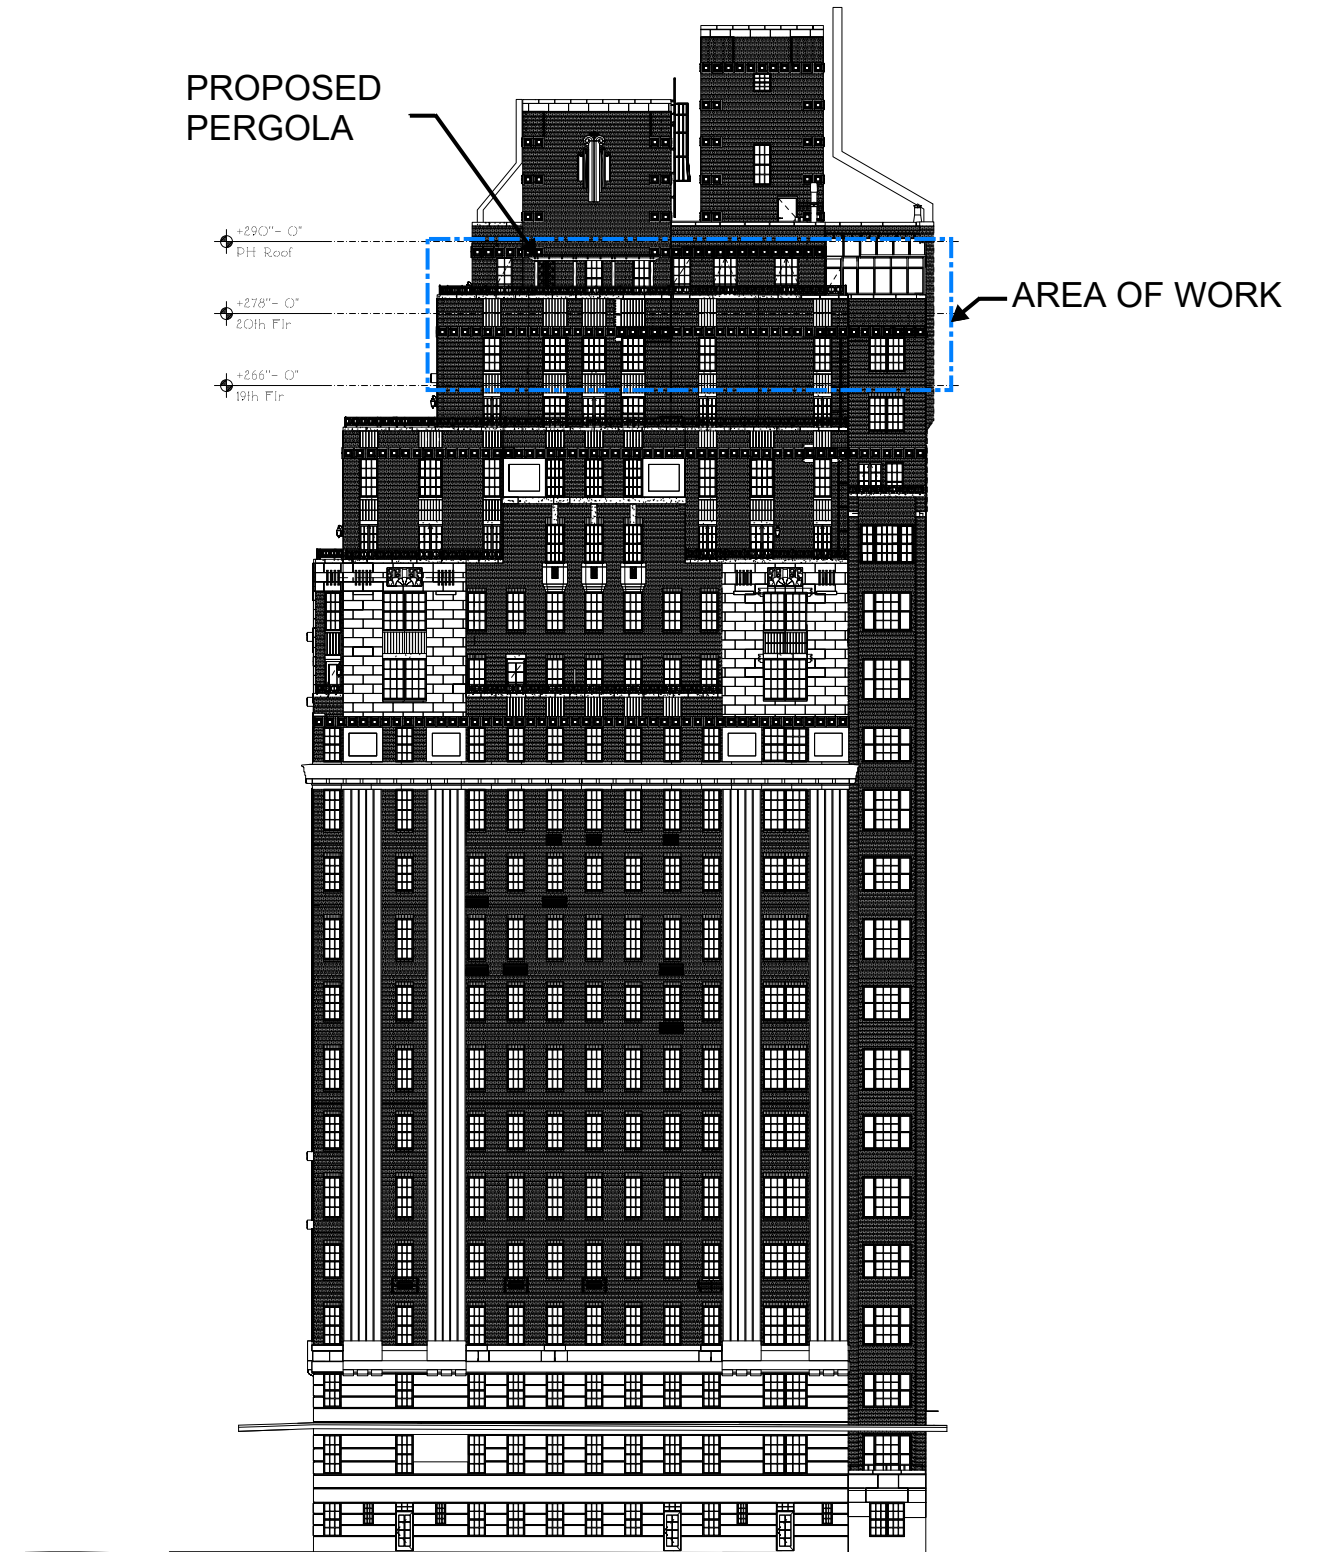 PROPOSED
PERGOLA
+290"- 0"
PH Roof
+278"- 0"
20th Flr
AREA OF WORK
+266"- 0"
19th Flr